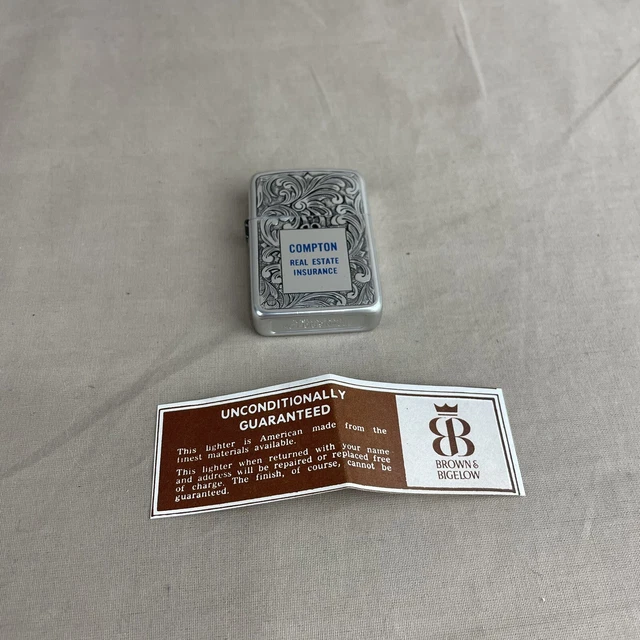 COMPTON
REAL ESTATE
INSURANCE
UNCONDITIONALLY
GUARANTEED
This lighter is American made from the
finest materials available.
This lighter when returned with your name
and address will be repaired or replaced free
of charge. The finish, of course, cannot be
guaranteed.
BB
BROWN &
BIGELOW